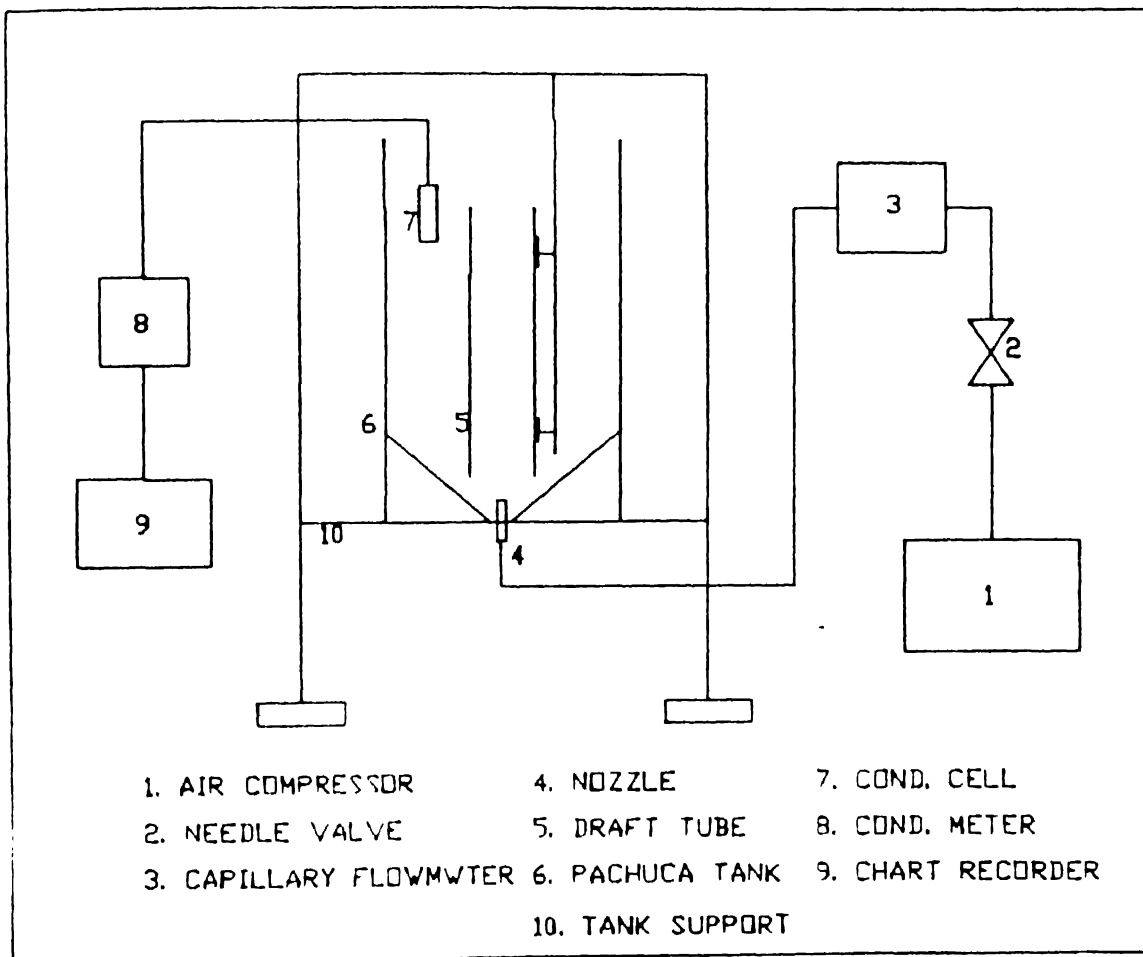 7
3
8
2
6
5
9
10
4
1
1. AIR COMPRESSOR
2. NEEDLE VALVE
3. CAPILLARY FLOWMWTER
4. NOZZLE
5. DRAFT TUBE
6. PACHUCA TANK
10. TANK SUPPORT
7. COND. CELL
8. COND. METER
9. CHART RECORDER